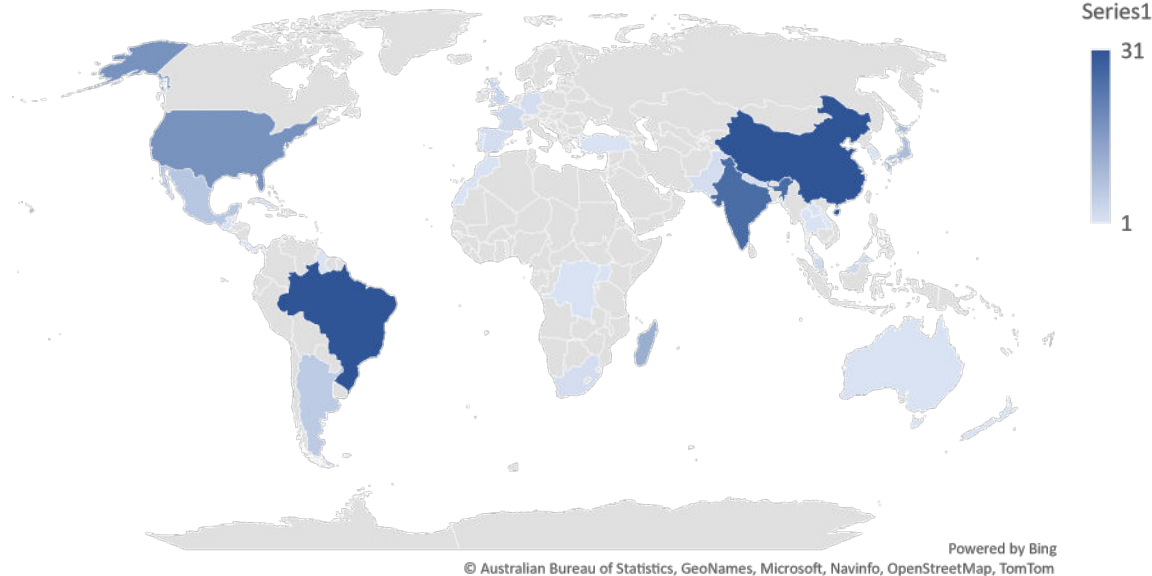 Series1
31
1
Powered by Bing
© Australian Bureau of Statistics, GeoNames, Microsoft, Navinfo, OpenStreetMap, TomTom